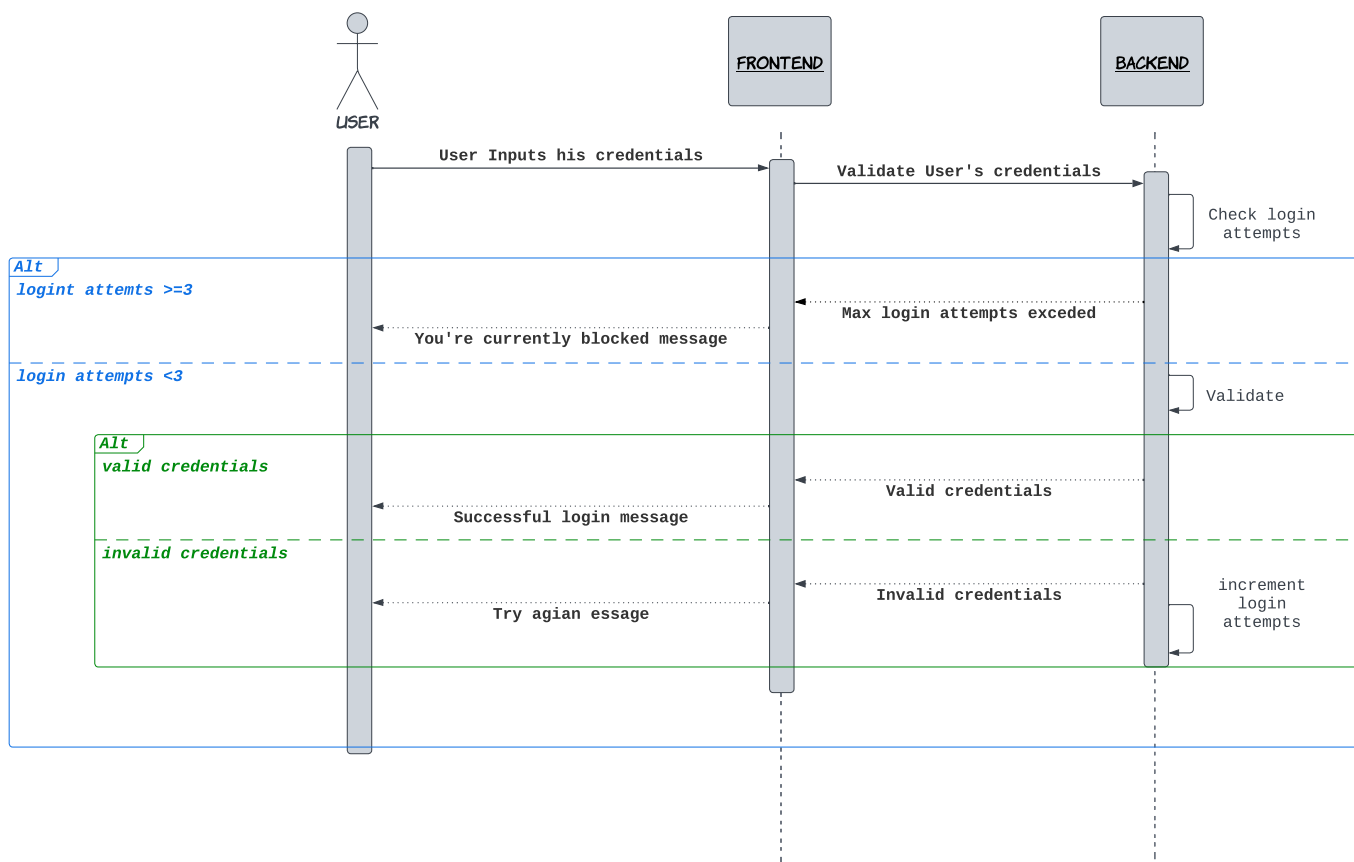 USER
FRONTEND
BACKEND
User Inputs his credentials
Validate User's credentials
Check login
attempts
Alt
logint attemts >=3
Max login attempts exceded
You're currently blocked message
login attempts <3
Validate
Alt
valid credentials
Valid credentials
Successful login message
invalid credentials
Invalid credentials
Try agian essage
increment
login
attempts